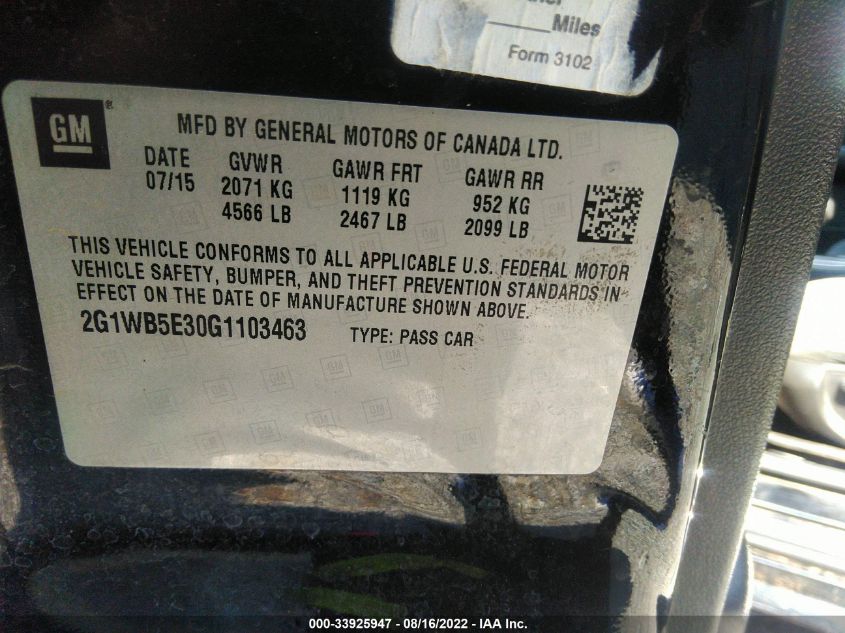 Miles
Form 3102
GM
MFD BY GENERAL MOTORS OF CANADA LTD.
DATE GVWR GAWR FRT GAWR RR
07/15 2071 KG 1119 KG 952 KG
4566 LB 2467 LB 2099 LB
THIS VEHICLE CONFORMS TO ALL APPLICABLE U.S. FEDERAL MOTOR
VEHICLE SAFETY, BUMPER, AND THEFT PREVENTION STANDARDS IN
EFFECT ON THE DATE OF MANUFACTURE SHOWN ABOVE.
2G1WB5E30G1103463 TYPE: PASS CAR
000-33925947 - 08/16/2022 - IAA Inc.